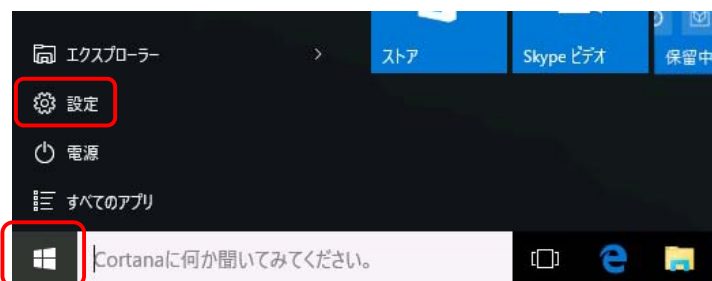 エクスプローラー
ストア
Skype ビデオ
保留中
設定
電源
すべてのアプリ
Cortanaに何か聞いてみてください。